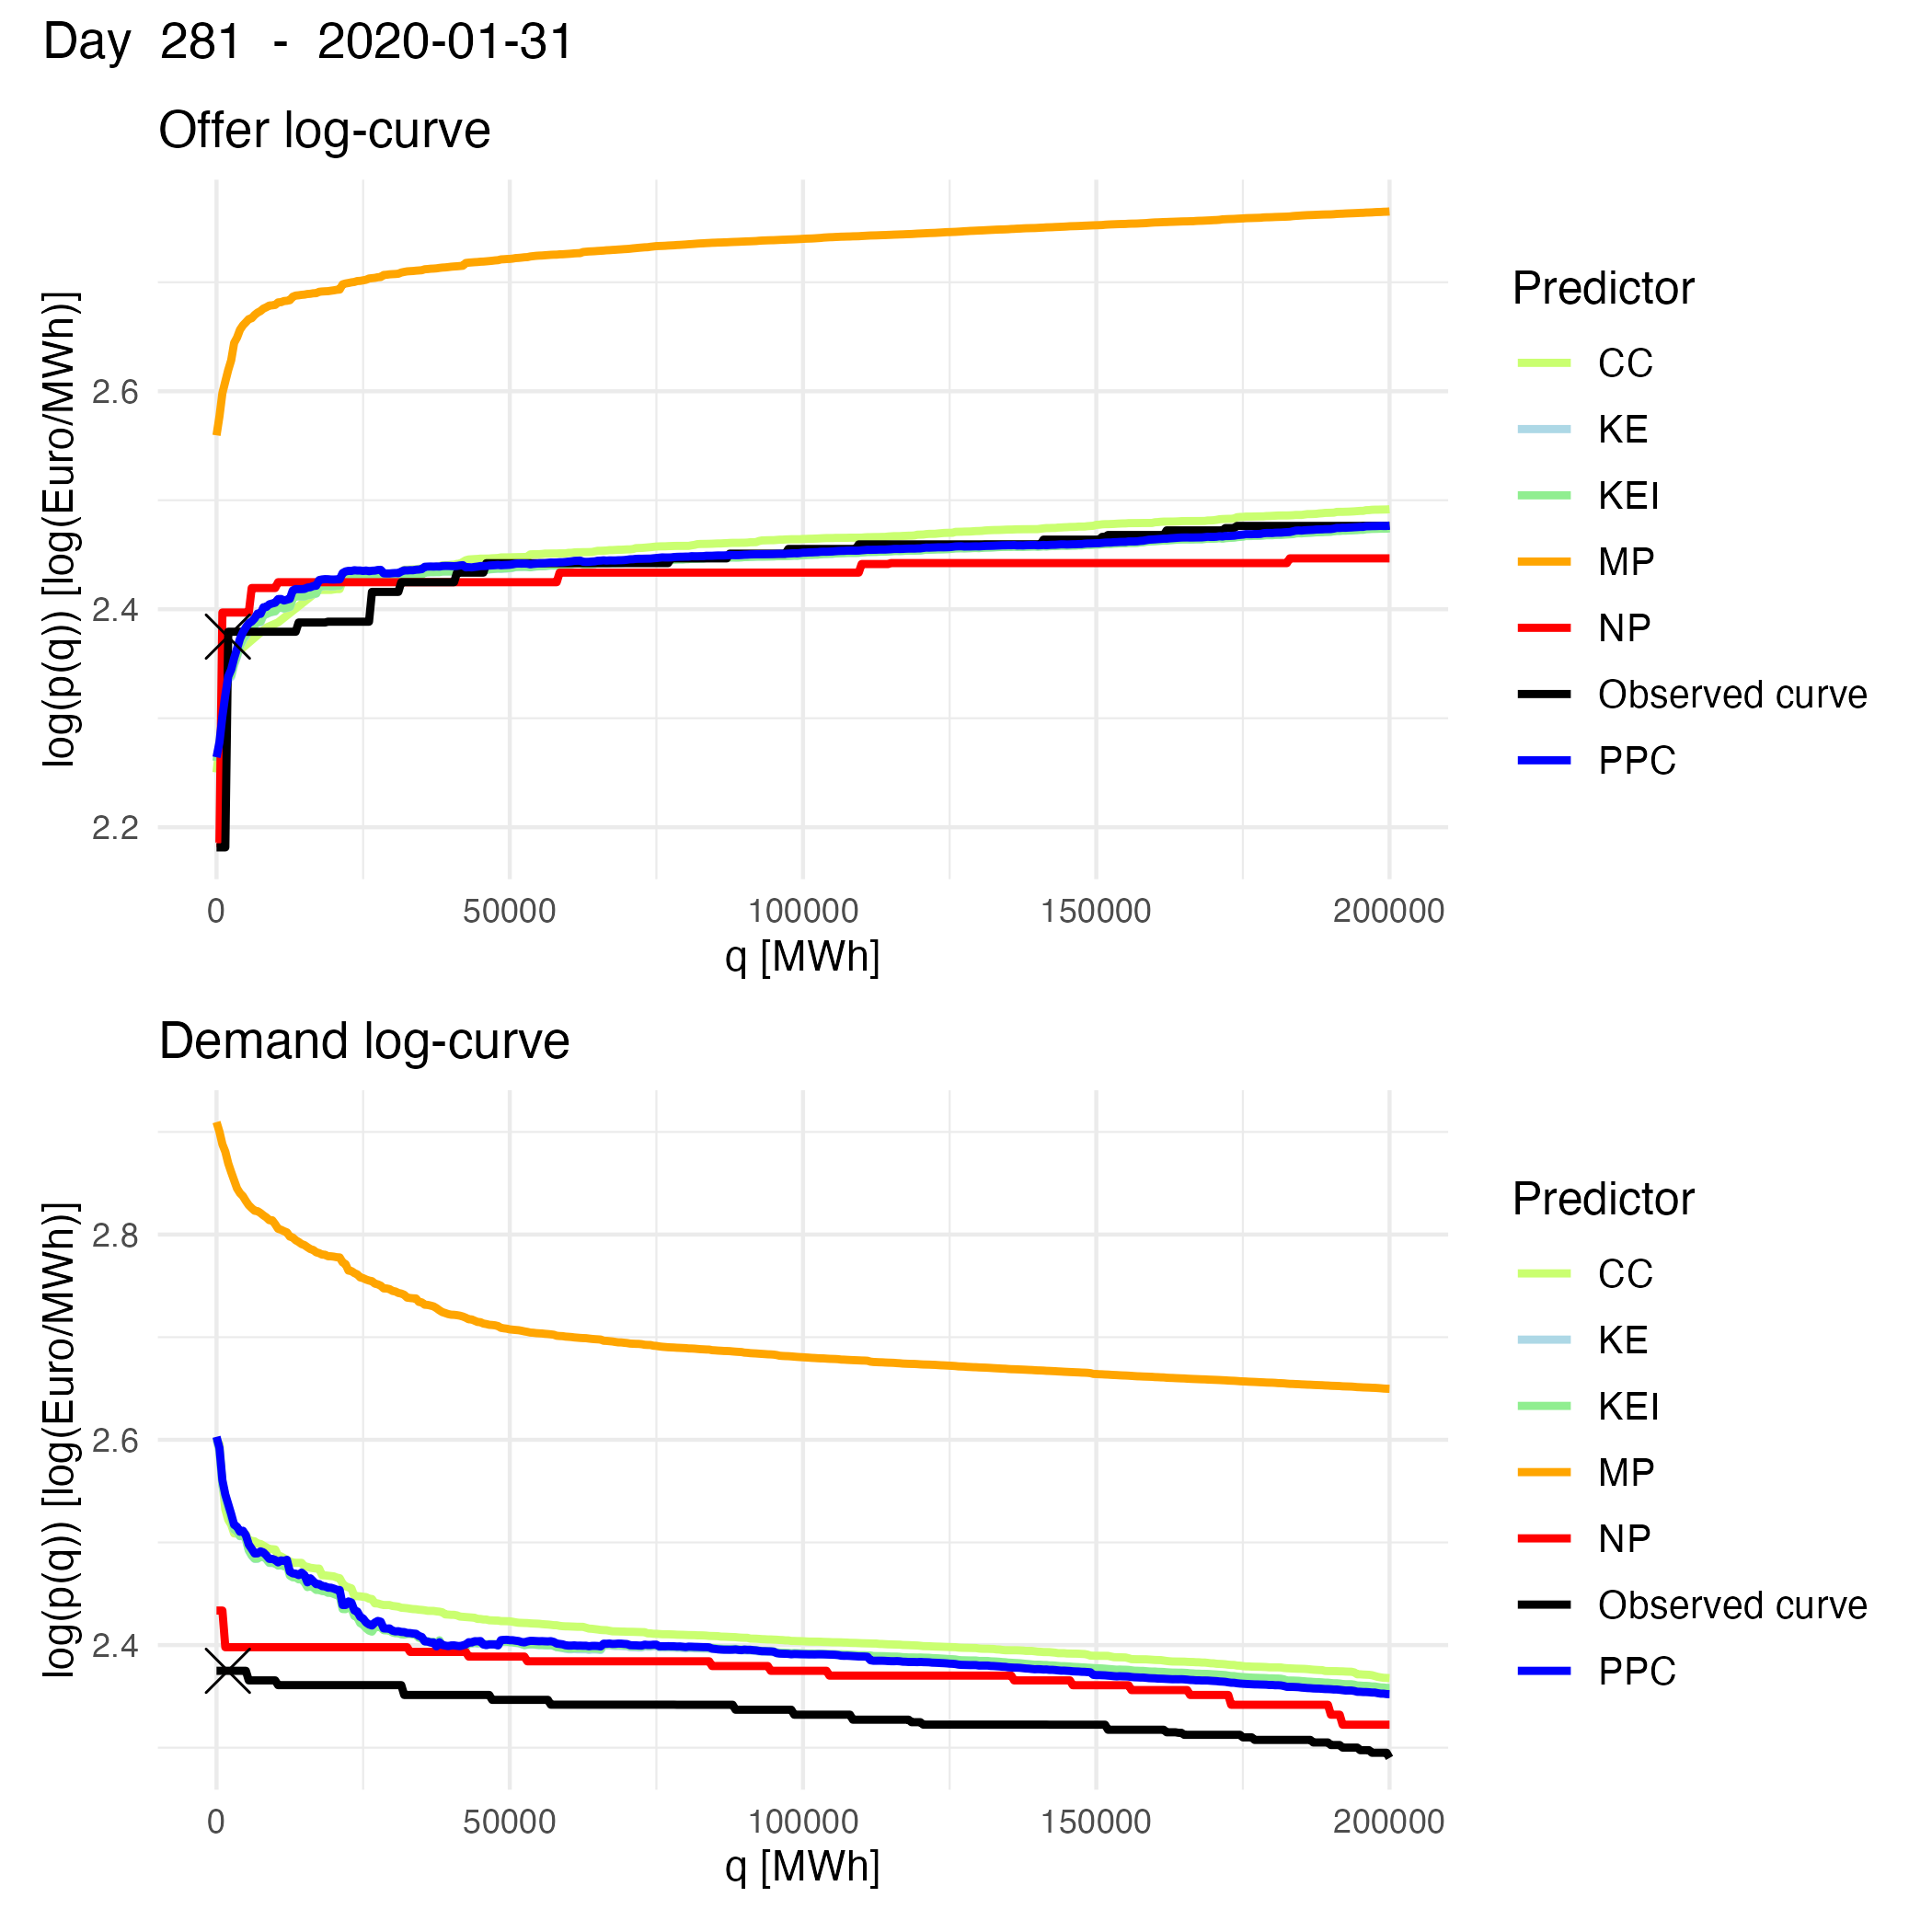 Day 281 - 2020-01-31
Offer log-curve
log(p(q)) [log(Euro/MWh)]
2.6
2.4
2.2
0 50000 100000 150000 200000
q [MWh]
Predictor
CC
KE
KEI
MP
NP
Observed curve
PPC
Demand log-curve
log(p(q)) [log(Euro/MWh)]
2.8
2.6
2.4
0 50000 100000 150000 200000
q [MWh]
Predictor
CC
KE
KEI
MP
NP
Observed curve
PPC